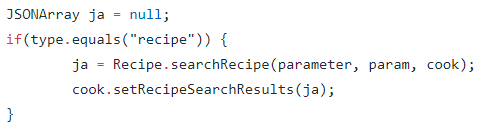 JSONArray ja = null;
if(type.equals("recipe")) {
        ja = Recipe.searchRecipe(parameter, param, cook);
        cook.setRecipeSearchResults(ja);
}